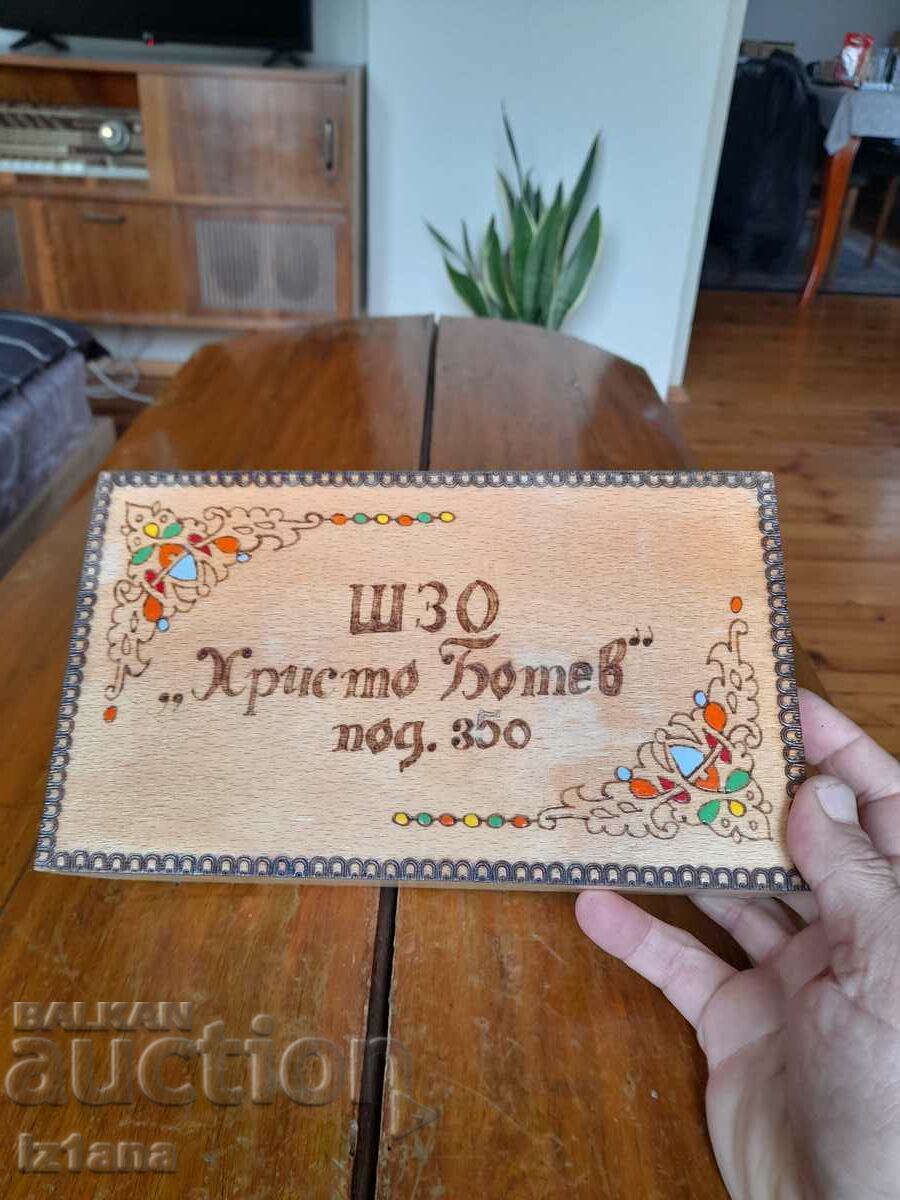 ШЗО
„Христо Ботев"
под. 350
BALKAN
auction
iz1ana